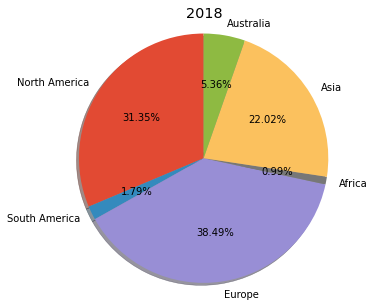 2018
Australia
North America
Asia
5.36%
31.35%
22.02%
0.99%
Africa
1.79%
South America
38.49%
Europe